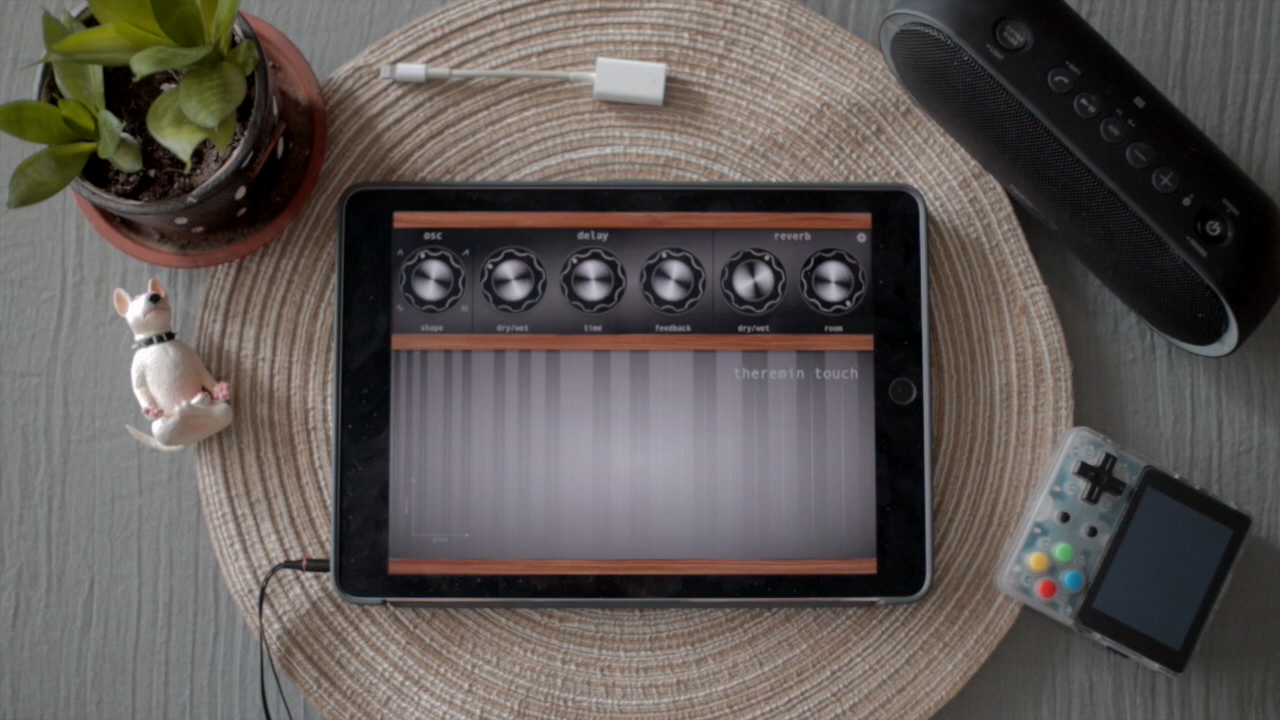 osc delay reverb
shape dry/wet time feedback dry/wet room
theremin touch